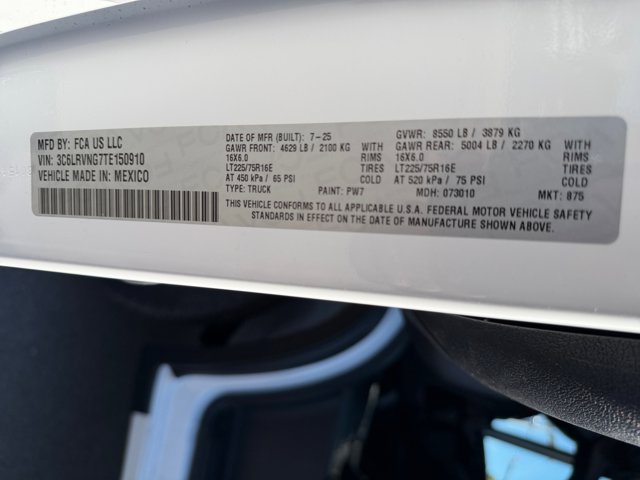 MFD BY: FCA US LLC
VIN: 3C6LRVNG7TE150910
VEHICLE MADE IN: MEXICO
DATE OF MFR (BUILT): 7-25
GVWR: 8550 LB / 3879 KG
GAWR FRONT: 4629 LB / 2100 KG WITH
GAWR REAR: 5004 LB / 2270 KG WITH
16X6.0 RIMS
16X6.0 RIMS
LT225/75R16E TIRES
LT225/75R16E TIRES
AT 450 kPa / 65 PSI COLD
AT 520 kPa / 75 PSI COLD
TYPE: TRUCK PAINT: PW7 MDH: 073010 MKT: 875
THIS VEHICLE CONFORMS TO ALL APPLICABLE U.S.A. FEDERAL MOTOR VEHICLE SAFETY
STANDARDS IN EFFECT ON THE DATE OF MANUFACTURE SHOWN ABOVE.